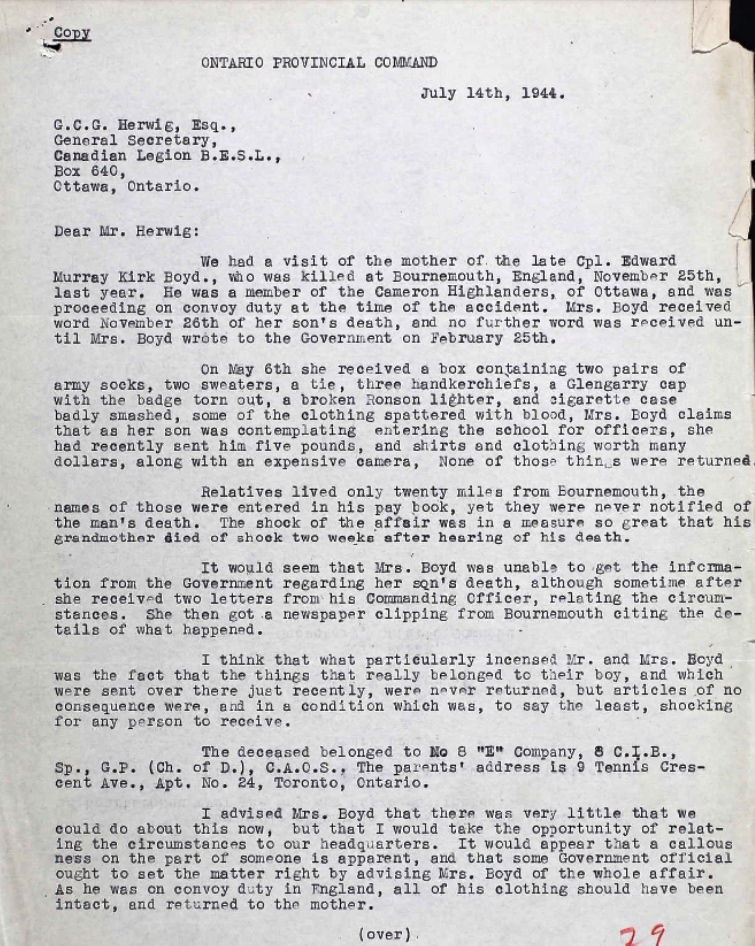 Copy
ONTARIO PROVINCIAL COMMAND
July 14th, 1944.
G.C.G. Herwig, Esq.,
General Secretary,
Canadian Legion B.E.S.L.,
Box 640,
Ottawa, Ontario.
Dear Mr. Herwig:
We had a visit of the mother of the late Cpl. Edward
Murray Kirk Boyd., who was killed at Bournemouth, England, November 25th,
last year. He was a member of the Cameron Highlanders, of Ottawa, and was
proceeding on convoy duty at the time of the accident. Mrs. Boyd received
word November 26th of her son's death, and no further word was received un-
til Mrs. Boyd wrote to the Government on February 25th.
On May 6th she received a box containing two pairs of
army socks, two sweaters, a tie, three handkerchiefs, a Glengarry cap
with the badge torn out, a broken Ronson lighter, and cigarette case
badly smashed, some of the clothing spattered with blood, Mrs. Boyd claims
that as her son was contemplating entering the school for officers, she
had recently sent him five pounds, and shirts and clothing worth many
dollars, along with an expensive camera, None of those things were returned.
Relatives lived only twenty miles from Bournemouth, the
names of those were entered in his pay book, yet they were never notified of
the man's death. The shock of the affair was in a measure so great that his
grandmother died of shock two weeks after hearing of his death.
It would seem that Mrs. Boyd was unable to get the informa-
tion from the Government regarding her son's death, although sometime after
she received two letters from his Commanding Officer, relating the circum-
stances. She then got a newspaper clipping from Bournemouth citing the de-
tails of what happened.
I think that what particularly incensed Mr. and Mrs. Boyd
was the fact that the things that really belonged to their boy, and which
were sent over there just recently, were never returned, but articles of no
consequence were, and in a condition which was, to say the least, shocking
for any person to receive.
The deceased belonged to No 8 "E" Company, 8 C.I.B.,
Sp., G.P. (Ch. of D.), C.A.O.S., The parents' address is 9 Tennis Cres-
cent Ave., Apt. No. 24, Toronto, Ontario.
I advised Mrs. Boyd that there was very little that we
could do about this now, but that I would take the opportunity of relat-
ing the circumstances to our headquarters. It would appear that a callous
ness on the part of someone is apparent, and that some Government official
ought to set the matter right by advising Mrs. Boyd of the whole affair.
As he was on convoy duty in England, all of his clothing should have been
intact, and returned to the mother.
(over)
29